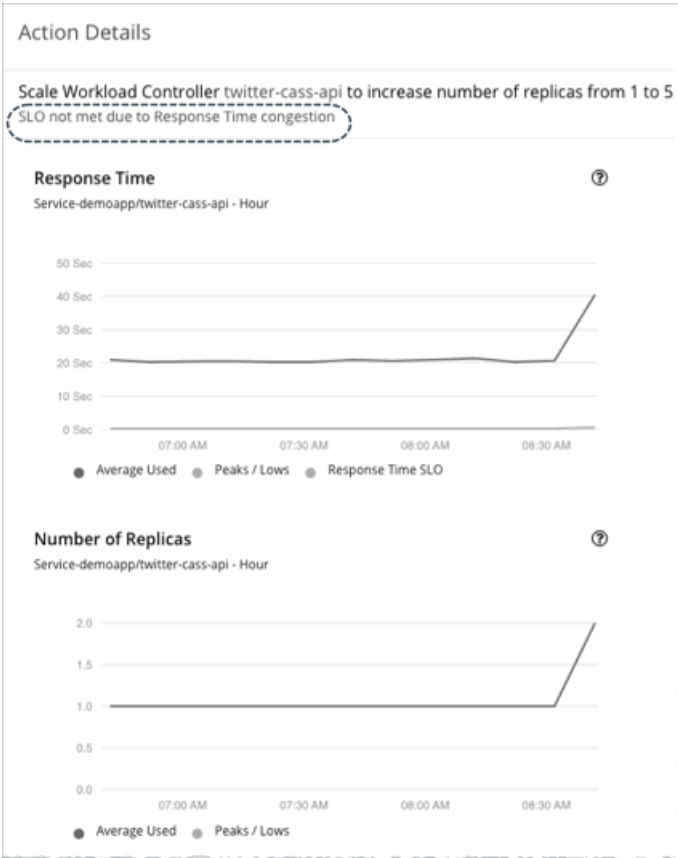 Action Details
Scale Workload Controller twitter-cass-api to increase number of replicas from 1 to 5
SLO not met due to Response Time congestion
Response Time
Service-demoapp/twitter-cass-api - Hour
50 Sec
40 Sec
30 Sec
20 Sec
10 Sec
0 Sec
07:00 AM 07:30 AM 08:00 AM 08:30 AM
Average Used Peaks / Lows Response Time SLO
Number of Replicas
Service-demoapp/twitter-cass-api - Hour
2.0
1.5
1.0
0.5
0.0
07:00 AM 07:30 AM 08:00 AM 08:30 AM
Average Used Peaks / Lows